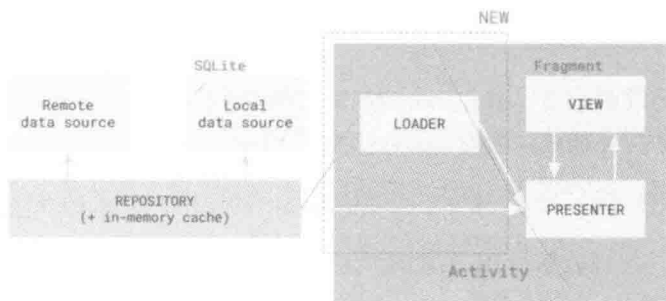 NEW
SQLite
Fragment
Remote
data source
Local
data source
LOADER
VIEW
REPOSITORY
(+ in-memory cache)
PRESENTER
Activity